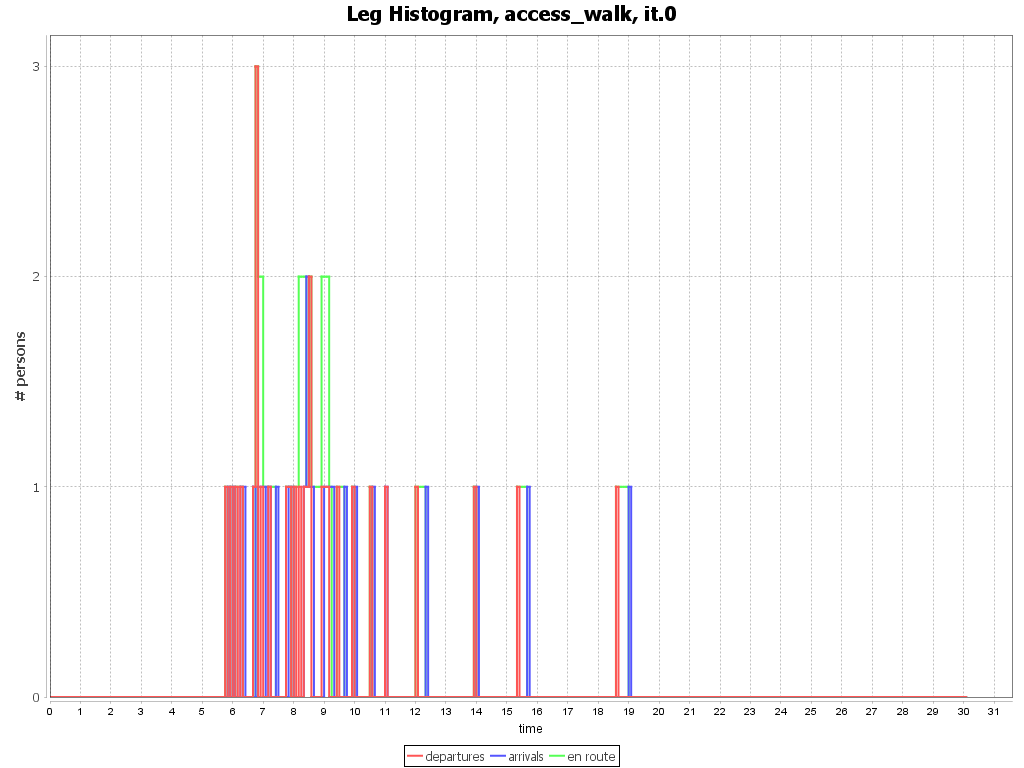 Leg Histogram, access_walk, it.0
3
2
1
0
# persons
0 1 2 3 4 5 6 7 8 9 10 11 12 13 14 15 16 17 18 19 20 21 22 23 24 25 26 27 28 29 30 31
time
departures arrivals en route